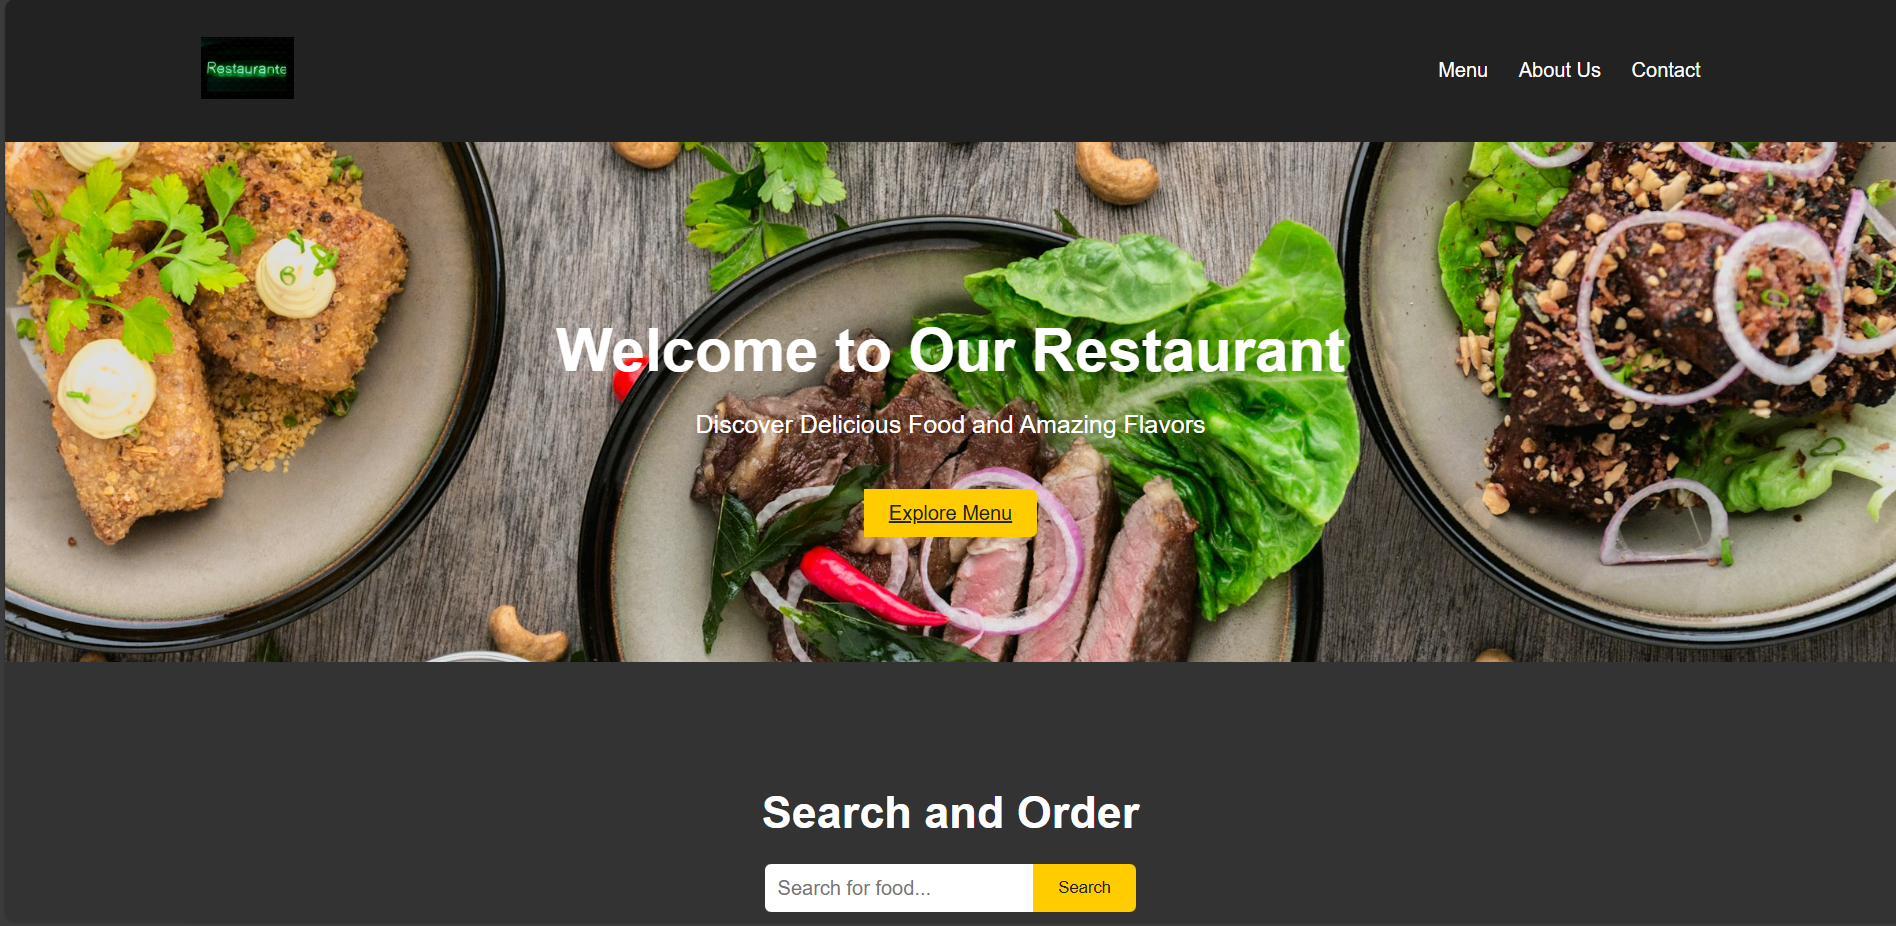 Restaurante
Menu
About Us
Contact
Welcome to Our Restaurant
Discover Delicious Food and Amazing Flavors
Explore Menu
Search and Order
Search for food...
Search